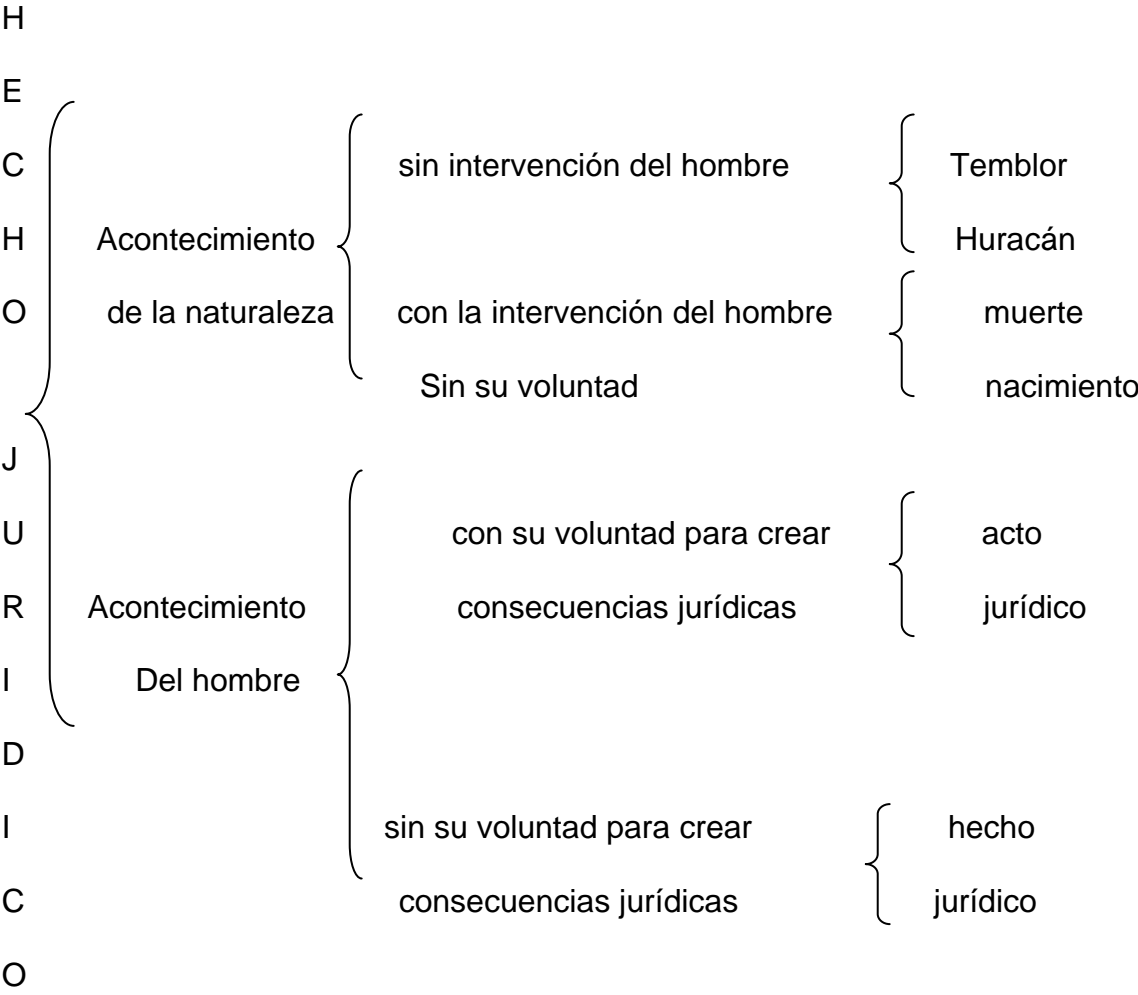 H
E
C sin intervención del hombre Temblor
H Acontecimiento Huracán
O de la naturaleza con la intervención del hombre muerte
Sin su voluntad nacimiento
J
U con su voluntad para crear acto
R Acontecimiento consecuencias jurídicas jurídico
I Del hombre
D
I sin su voluntad para crear hecho
C consecuencias jurídicas jurídico
O